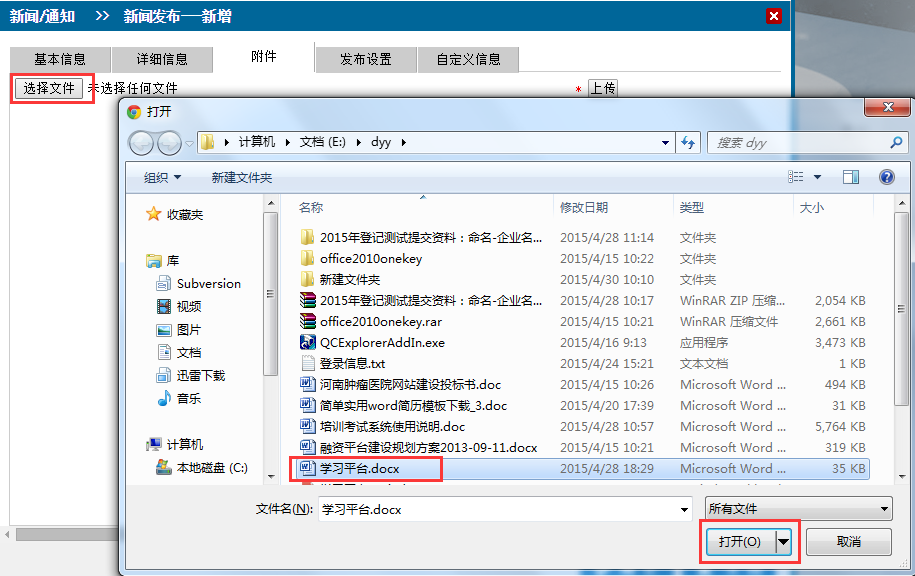 新闻/通知 >> 新闻发布—新增
基本信息 详细信息 附件 发布设置 自定义信息
选择文件 未选择任何文件 * 上传
打开
计算机 文档 (E:) dyy 搜索 dyy
组织 新建文件夹
收藏夹
库
Subversion
视频
图片
文档
迅雷下载
音乐
计算机
本地磁盘 (C:)
名称 修改日期 类型 大小
2015年登记测试提交资料：命名-企业名... 2015/4/28 11:14 文件夹
office2010onekey 2015/4/15 10:22 文件夹
新建文件夹 2015/4/30 10:10 文件夹
2015年登记测试提交资料：命名-企业名... 2015/4/28 10:17 WinRAR ZIP 压缩... 2,054 KB
office2010onekey.rar 2015/4/15 10:21 WinRAR 压缩文件 2,661 KB
QCExplorerAddIn.exe 2015/4/16 9:13 应用程序 3,473 KB
登录信息.txt 2015/4/24 15:21 文本文档 1 KB
河南肿瘤医院网站建设投标书.doc 2015/4/15 10:26 Microsoft Word ... 494 KB
简单实用word简历模板下载_3.doc 2015/4/20 17:39 Microsoft Word ... 31 KB
培训考试系统使用说明.doc 2015/4/28 10:57 Microsoft Word ... 5,764 KB
融资平台建设规划方案2013-09-11.docx 2015/4/15 10:21 Microsoft Word ... 319 KB
学习平台.docx 2015/4/28 18:29 Microsoft Word ... 35 KB
文件名(N): 学习平台.docx 所有文件
打开(O) 取消